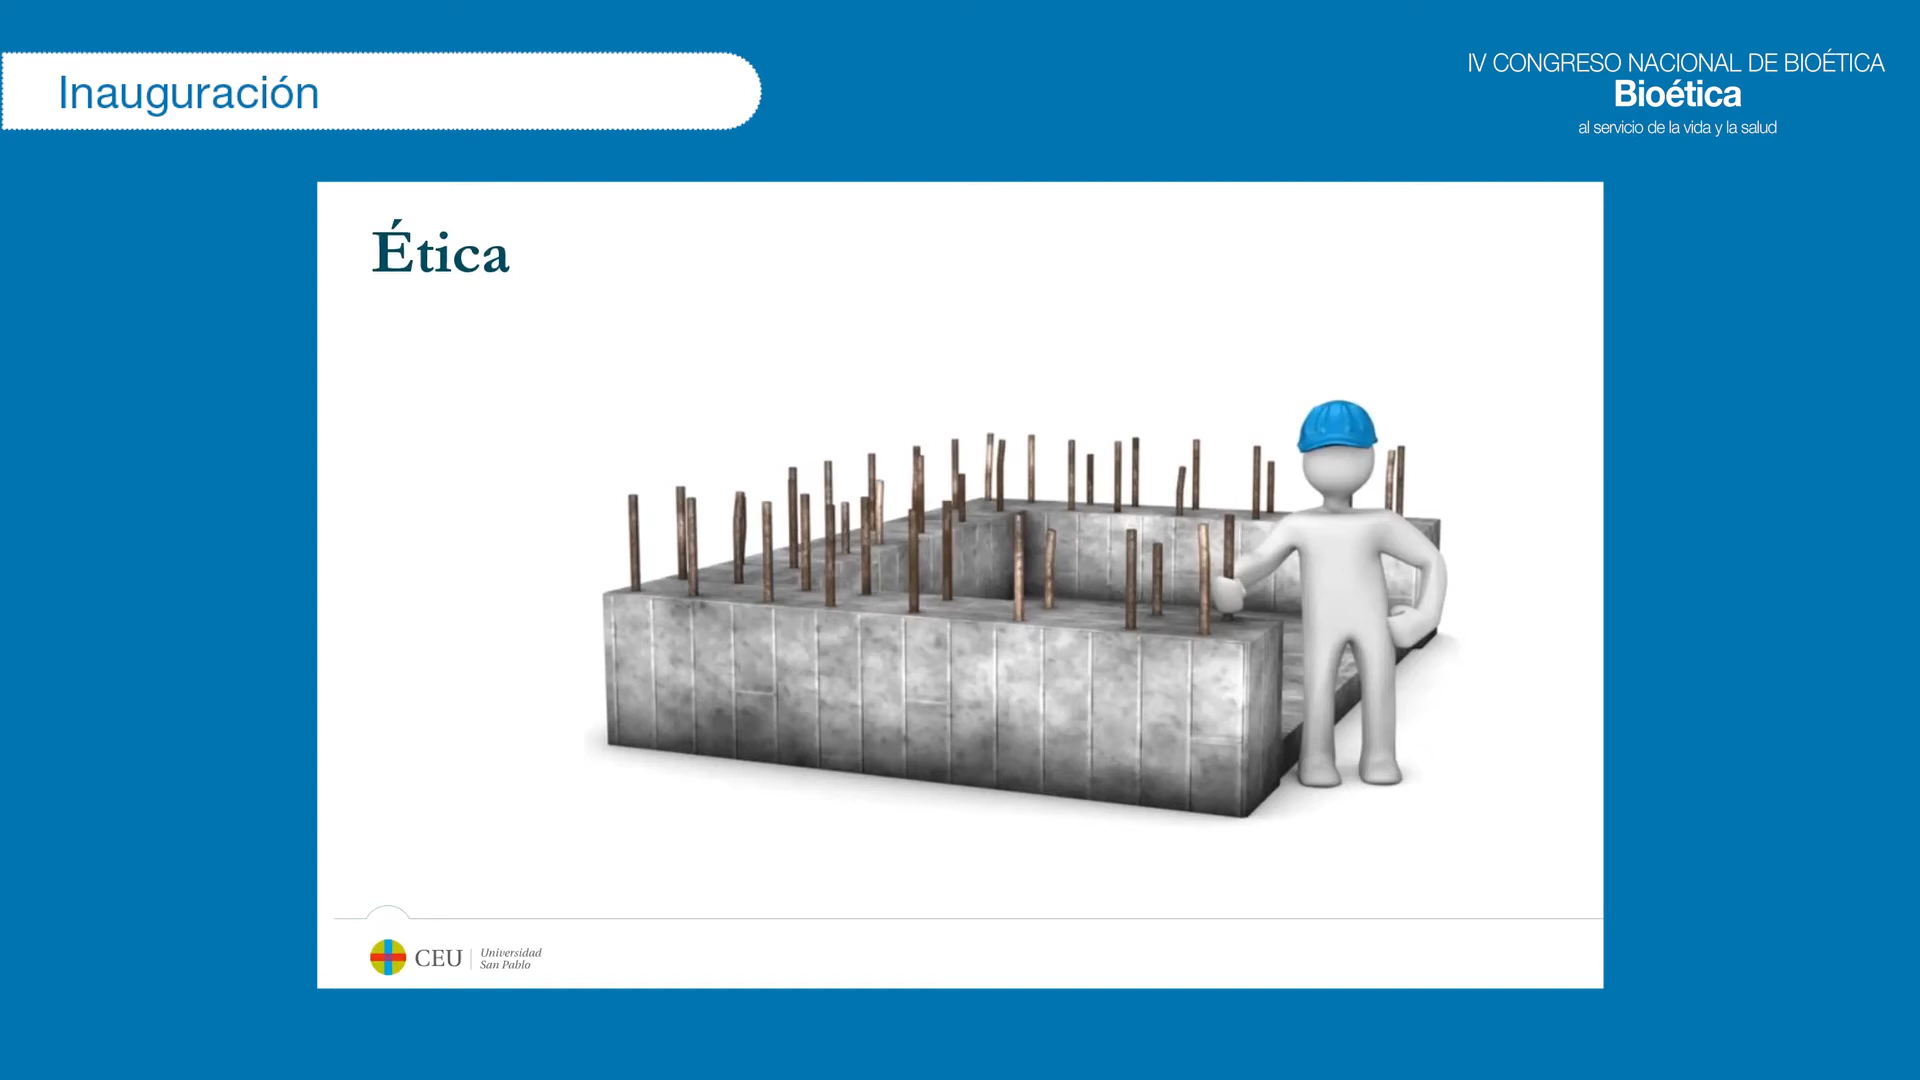 Inauguración
IV CONGRESO NACIONAL DE BIOÉTICA
Bioética
al servicio de la vida y la salud
Ética
CEU
Universidad
San Pablo